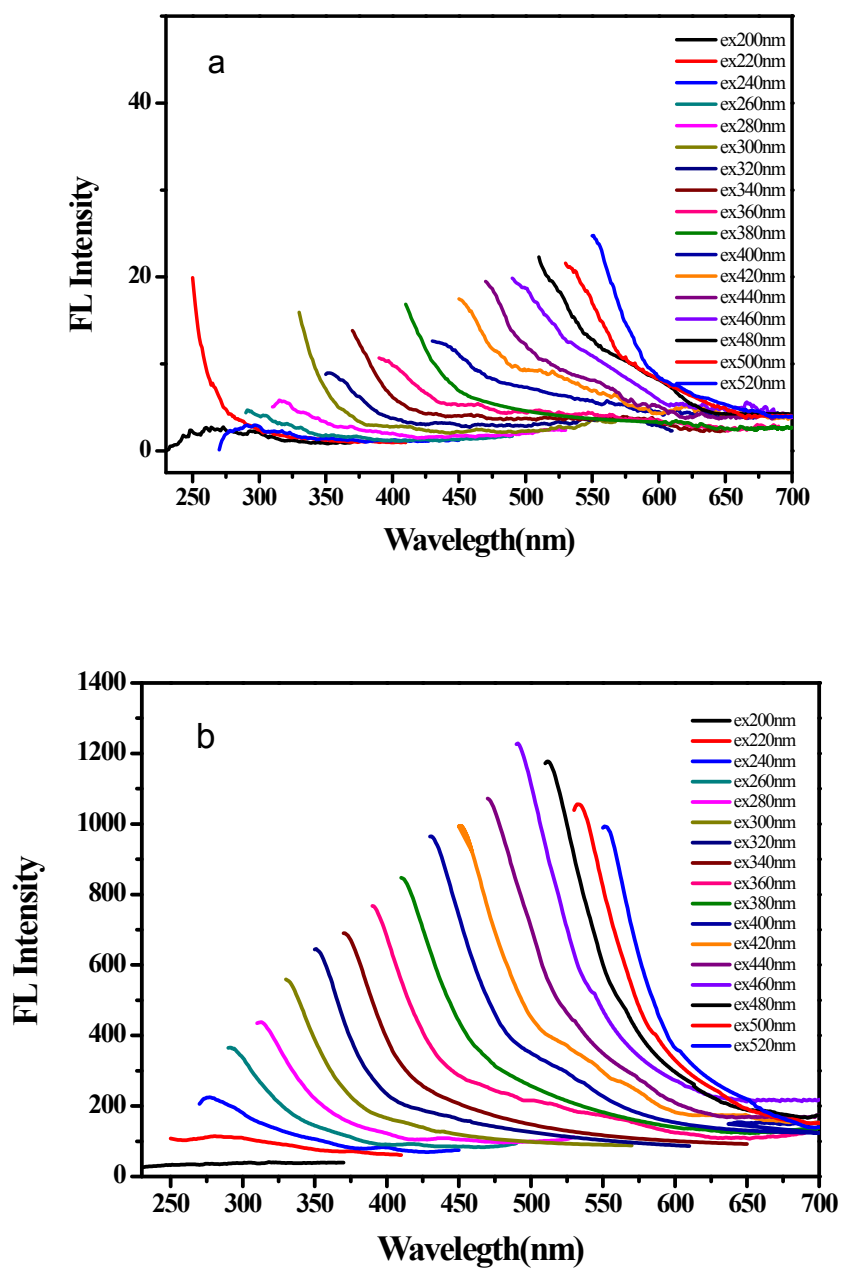 a
ex200nm
ex220nm
ex240nm
ex260nm
ex280nm
ex300nm
ex320nm
ex340nm
ex360nm
ex380nm
ex400nm
ex420nm
ex440nm
ex460nm
ex480nm
ex500nm
ex520nm
40
20
0
FL Intensity
250 300 350 400 450 500 550 600 650 700
Wavelegth(nm)
b
ex200nm
ex220nm
ex240nm
ex260nm
ex280nm
ex300nm
ex320nm
ex340nm
ex360nm
ex380nm
ex400nm
ex420nm
ex440nm
ex460nm
ex480nm
ex500nm
ex520nm
1400
1200
1000
800
600
400
200
0
FL Intensity
250 300 350 400 450 500 550 600 650 700
Wavelegth(nm)